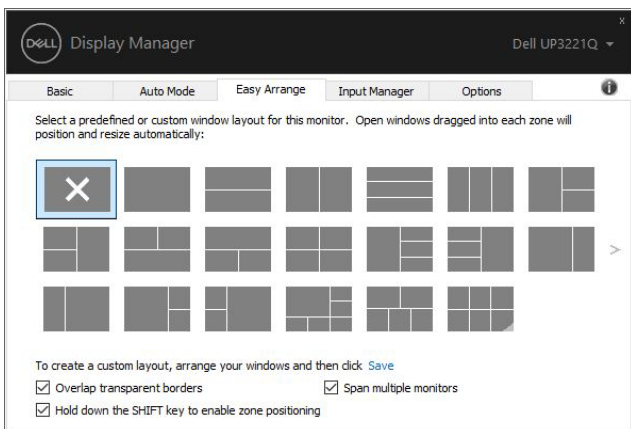 x
DELL Display Manager
Dell UP3221Q
Basic Auto Mode Easy Arrange Input Manager Options
Select a predefined or custom window layout for this monitor. Open windows dragged into each zone will
position and resize automatically:
To create a custom layout, arrange your windows and then click Save
Overlap transparent borders Span multiple monitors
Hold down the SHIFT key to enable zone positioning